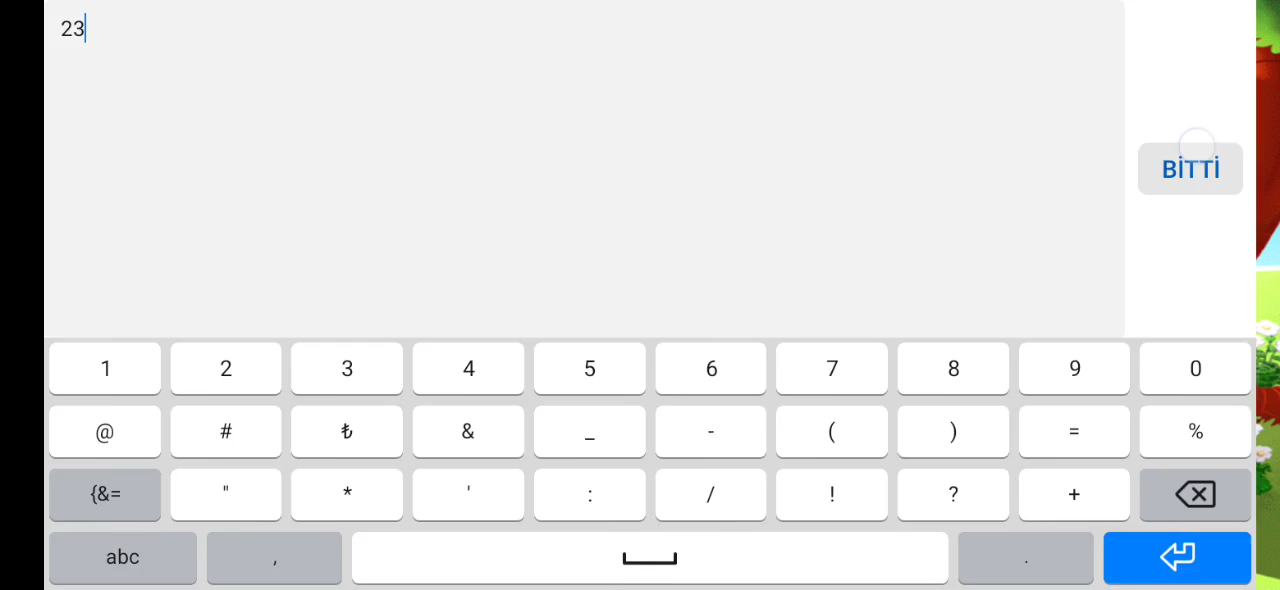 23
BİTTİ
1 2 3 4 5 6 7 8 9 0
@ # ₺ & _ - ( ) = %
{&= " * ' : / ! ? +
abc , .